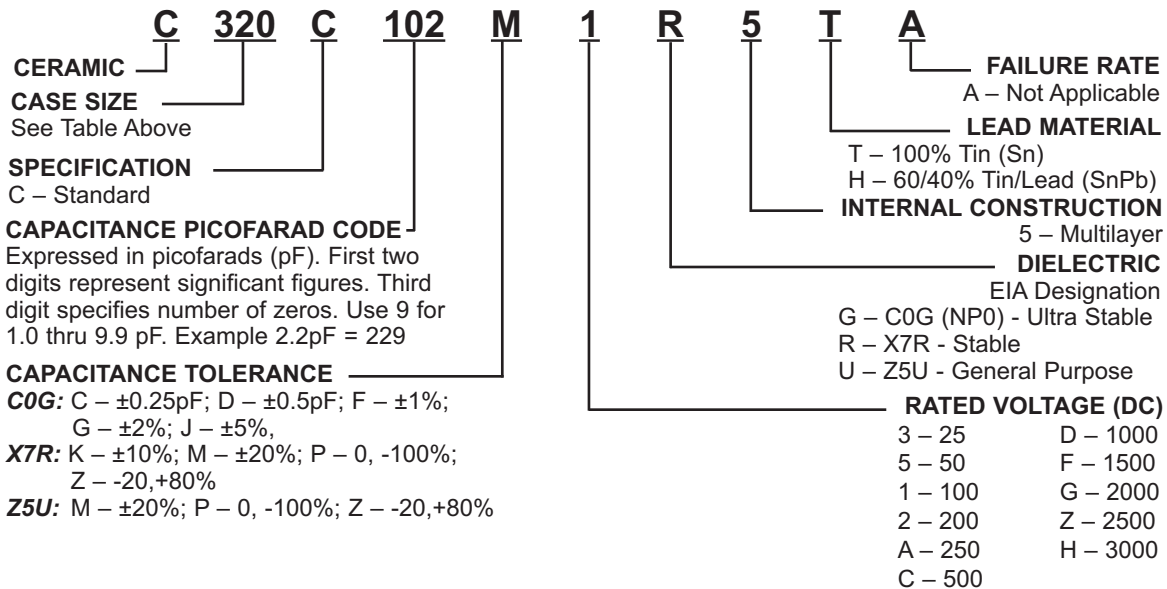 C 320 C 102 M 1 R 5 T A
CERAMIC
CASE SIZE
See Table Above
SPECIFICATION
C – Standard
CAPACITANCE PICOFARAD CODE
Expressed in picofarads (pF). First two
digits represent significant figures. Third
digit specifies number of zeros. Use 9 for
1.0 thru 9.9 pF. Example 2.2pF = 229
CAPACITANCE TOLERANCE
C0G: C – ±0.25pF; D – ±0.5pF; F – ±1%;
G – ±2%; J – ±5%,
X7R: K – ±10%; M – ±20%; P – 0, -100%;
Z – -20,+80%
Z5U: M – ±20%; P – 0, -100%; Z – -20,+80%
FAILURE RATE
A – Not Applicable
LEAD MATERIAL
T – 100% Tin (Sn)
H – 60/40% Tin/Lead (SnPb)
INTERNAL CONSTRUCTION
5 – Multilayer
DIELECTRIC
EIA Designation
G – C0G (NP0) - Ultra Stable
R – X7R - Stable
U – Z5U - General Purpose
RATED VOLTAGE (DC)
3 – 25 D – 1000
5 – 50 F – 1500
1 – 100 G – 2000
2 – 200 Z – 2500
A – 250 H – 3000
C – 500